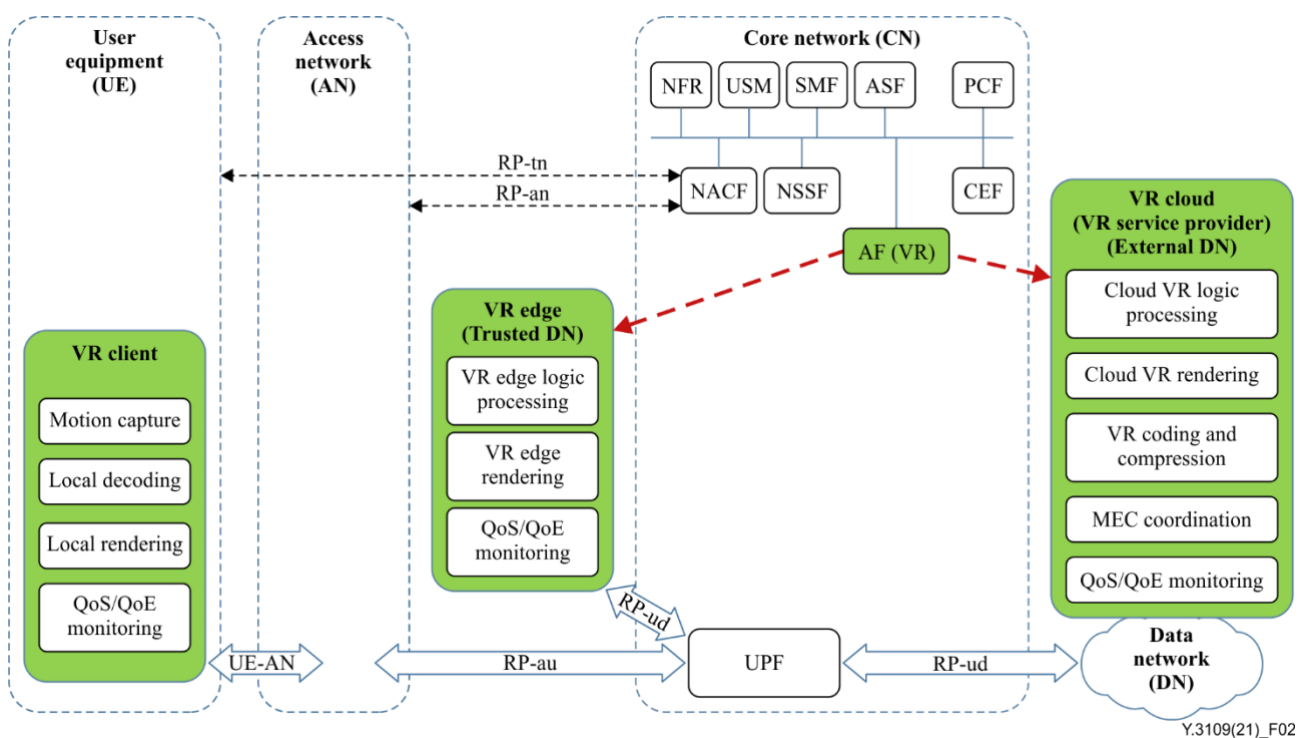 User
equipment
(UE)
Access
network
(AN)
Core network (CN)
NFR
USM
SMF
ASF
PCF
RP-tn
RP-an
NACF
NSSF
CEF
AF (VR)
VR cloud
(VR service provider)
(External DN)
Cloud VR logic
processing
Cloud VR rendering
VR coding and
compression
MEC coordination
QoS/QoE monitoring
VR edge
(Trusted DN)
VR edge logic
processing
VR edge
rendering
QoS/QoE
monitoring
VR client
Motion capture
Local decoding
Local rendering
QoS/QoE
monitoring
RP-ud
UE-AN
RP-au
UPF
RP-ud
Data
network
(DN)
Y.3109(21)_F02